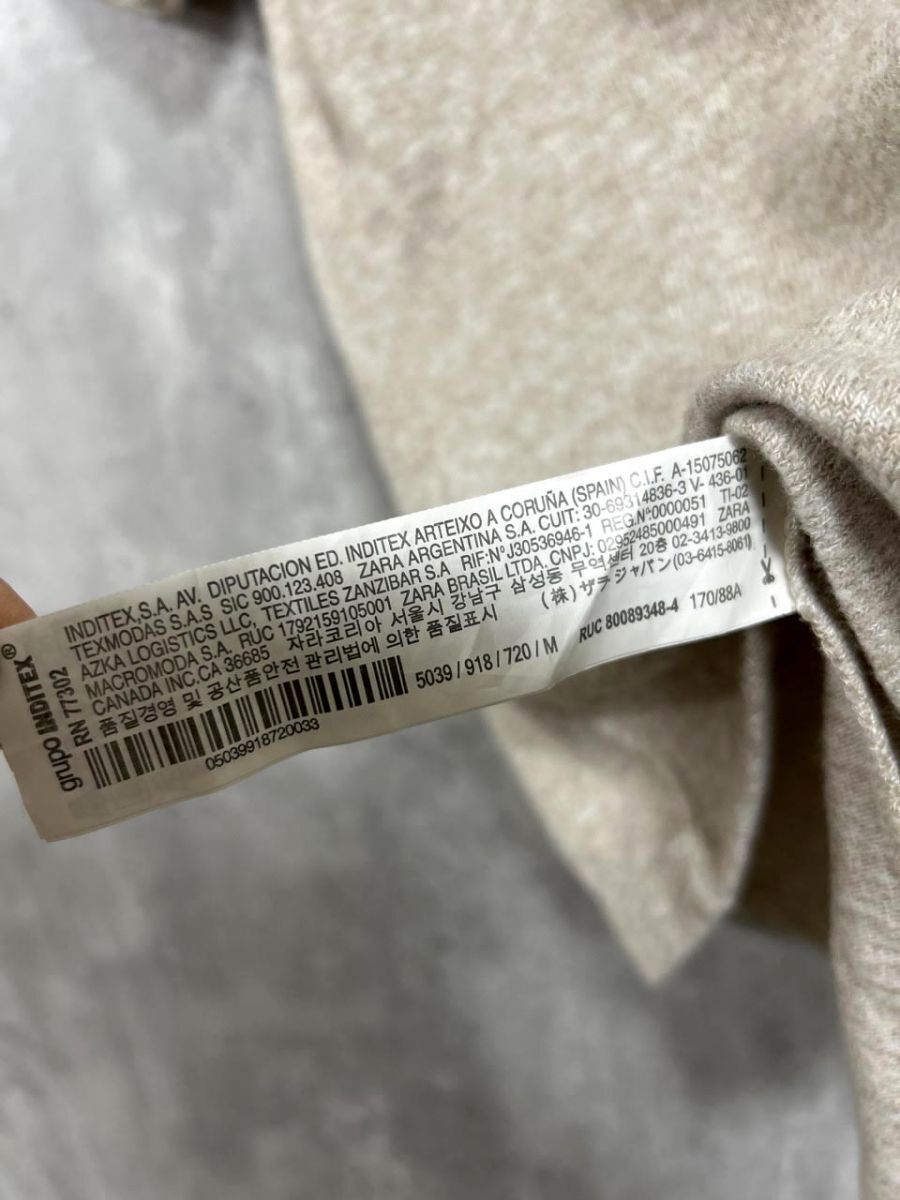 grupo INDITEX®
RN 77302
INDITEX,S.A. AV. DIPUTACION ED. INDITEX ARTEIXO A CORUÑA (SPAIN) C.I.F. A-15075062
TEXMODAS S.A.S SIC 900.123.408 ZARA ARGENTINA S.A. CUIT: 30-69314836-3 V- 436-01
AZKA LOGISTICS LLC, TEXTILES ZANZIBAR S.A RIF:N°J30536946-1 REG.N°0000051 TI-02
MACROMODA S.A. RUC 1792159105001, ZARA BRASIL LTDA. CNPJ: 02952485000491 ZARA
CANADA INC.CA 36685 자라코리아 서울시 강남구 삼성동 무역센터 20층 02-3413-9800
품질경영 및 공산품안전 관리법에 의한 품질표시 (株)ザラジャパン(03-6415-8061)
05039918720033
5039 / 918 / 720 / M
RUC 80089348-4 170/88A